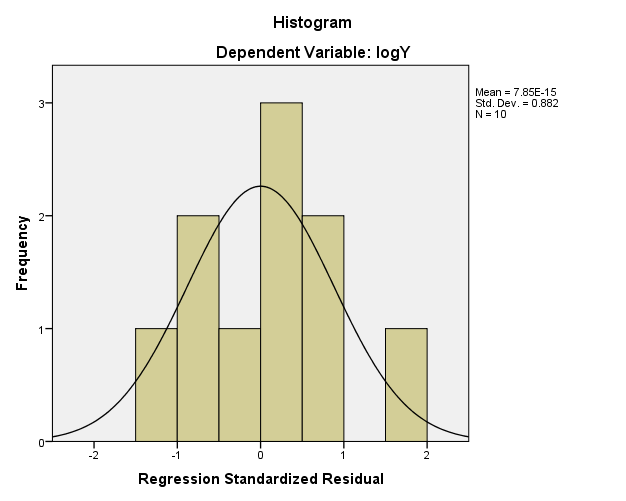 Histogram
Dependent Variable: logY
Mean = 7.85E-15
Std. Dev. = 0.882
N = 10
Frequency
3
2
1
0
-2 -1 0 1 2
Regression Standardized Residual